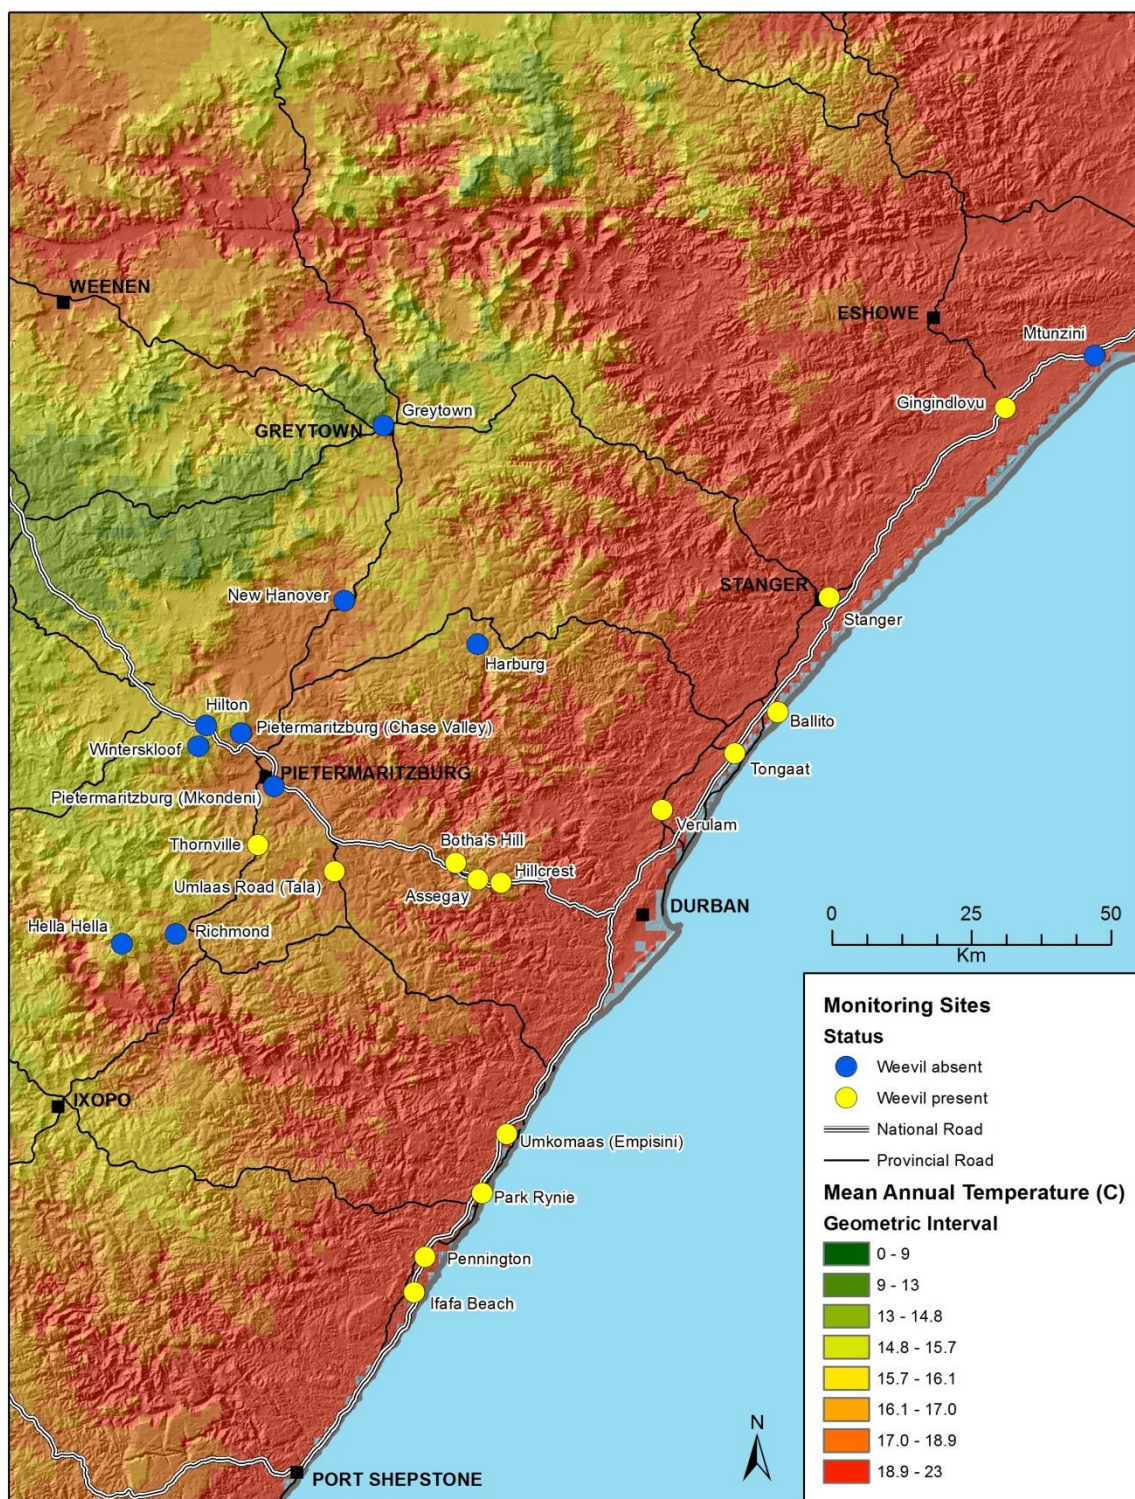 WEENEN
ESHOWE
Mtunzini
Gingindlovu
Greytown
GREYTOWN
STANGER
Stanger
New Hanover
Harburg
Hilton
Pietermaritzburg (Chase Valley)
Ballito
Winterskloof
PIETERMARITZBURG
Tongaat
Pietermaritzburg (Mkondeni)
Verulam
Thornville
Botha's Hill
Umlaas Road (Tala)
Hillcrest
Assegay
DURBAN
0 25 50
Km
Hella Hella
Richmond
IXOPO
Umkomaas (Empisini)
Park Rynie
Pennington
Ifafa Beach
PORT SHEPSTONE
N
Monitoring Sites
Status
Weevil absent
Weevil present
National Road
Provincial Road
Mean Annual Temperature (C)
Geometric Interval
0 - 9
9 - 13
13 - 14.8
14.8 - 15.7
15.7 - 16.1
16.1 - 17.0
17.0 - 18.9
18.9 - 23